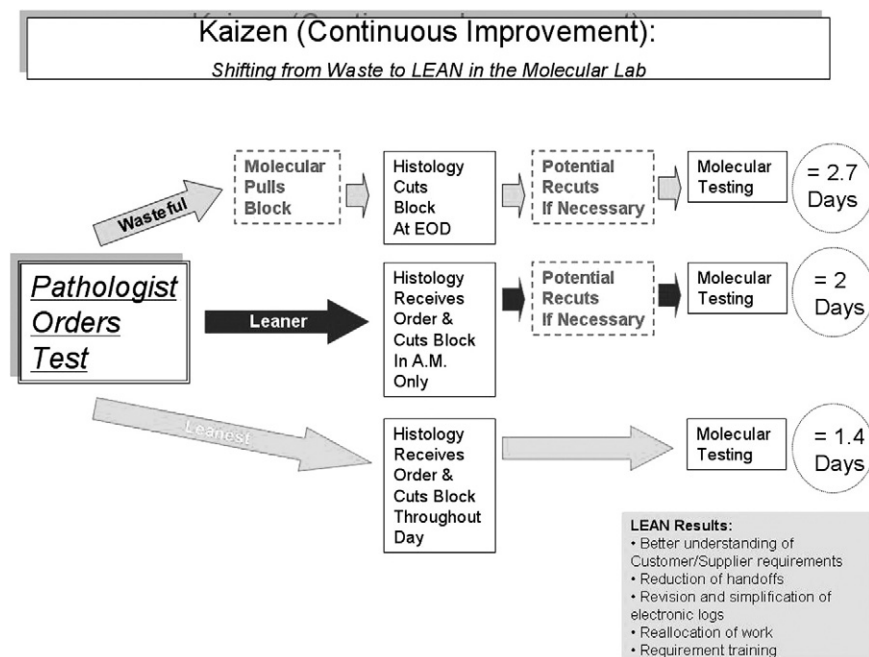 Kaizen (Continuous Improvement):
Shifting from Waste to LEAN in the Molecular Lab
Wasteful
Molecular
Pulls
Block
Histology
Cuts
Block
At EOD
Potential
Recuts
If Necessary
Molecular
Testing
= 2.7
Days
Pathologist
Orders
Test
Leaner
Histology
Receives
Order &
Cuts Block
In A.M.
Only
Potential
Recuts
If Necessary
Molecular
Testing
= 2
Days
Leanest
Histology
Receives
Order &
Cuts Block
Throughout
Day
Molecular
Testing
= 1.4
Days
LEAN Results:
• Better understanding of
Customer/Supplier requirements
• Reduction of handoffs
• Revision and simplification of
electronic logs
• Reallocation of work
• Requirement training